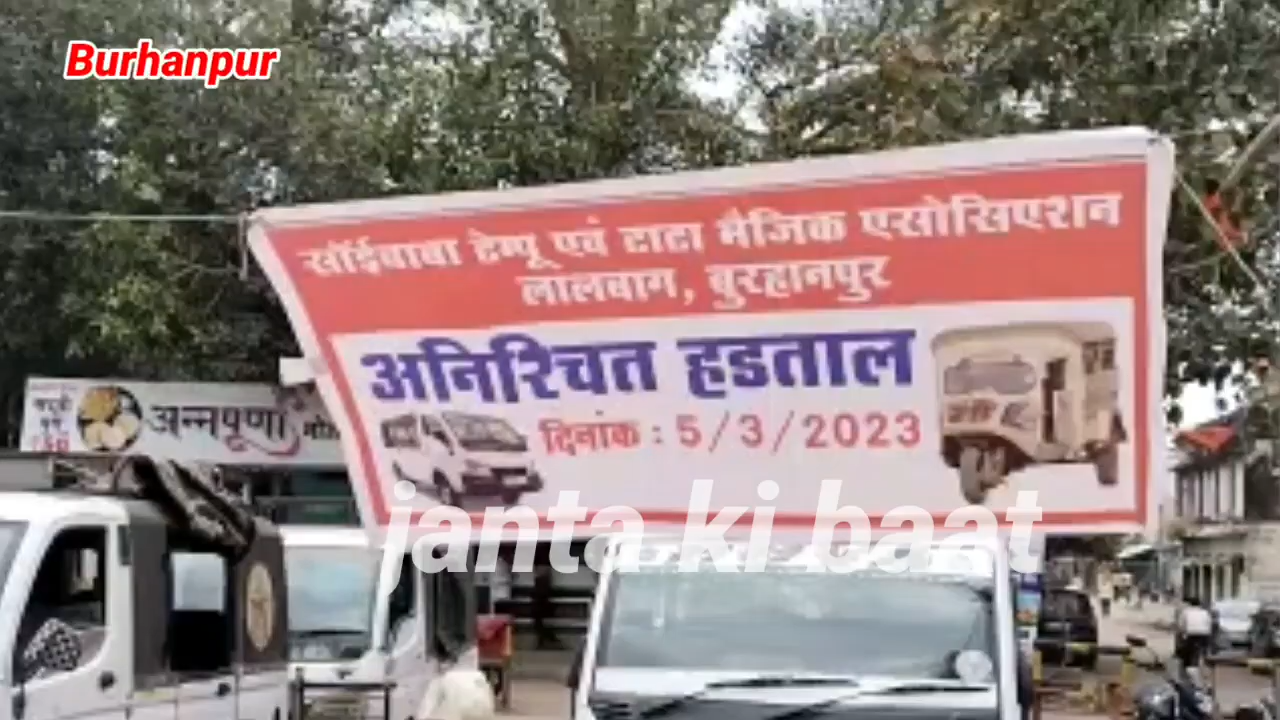 Burhanpur
सॉईबाबा टेम्पू एवं टाटा मैजिक एसोसिएशन
लालबाग, बुरहानपुर
अनिश्चित हडताल
दिनांक : 5/3/2023
अन्नपूर्णा
janta ki baat